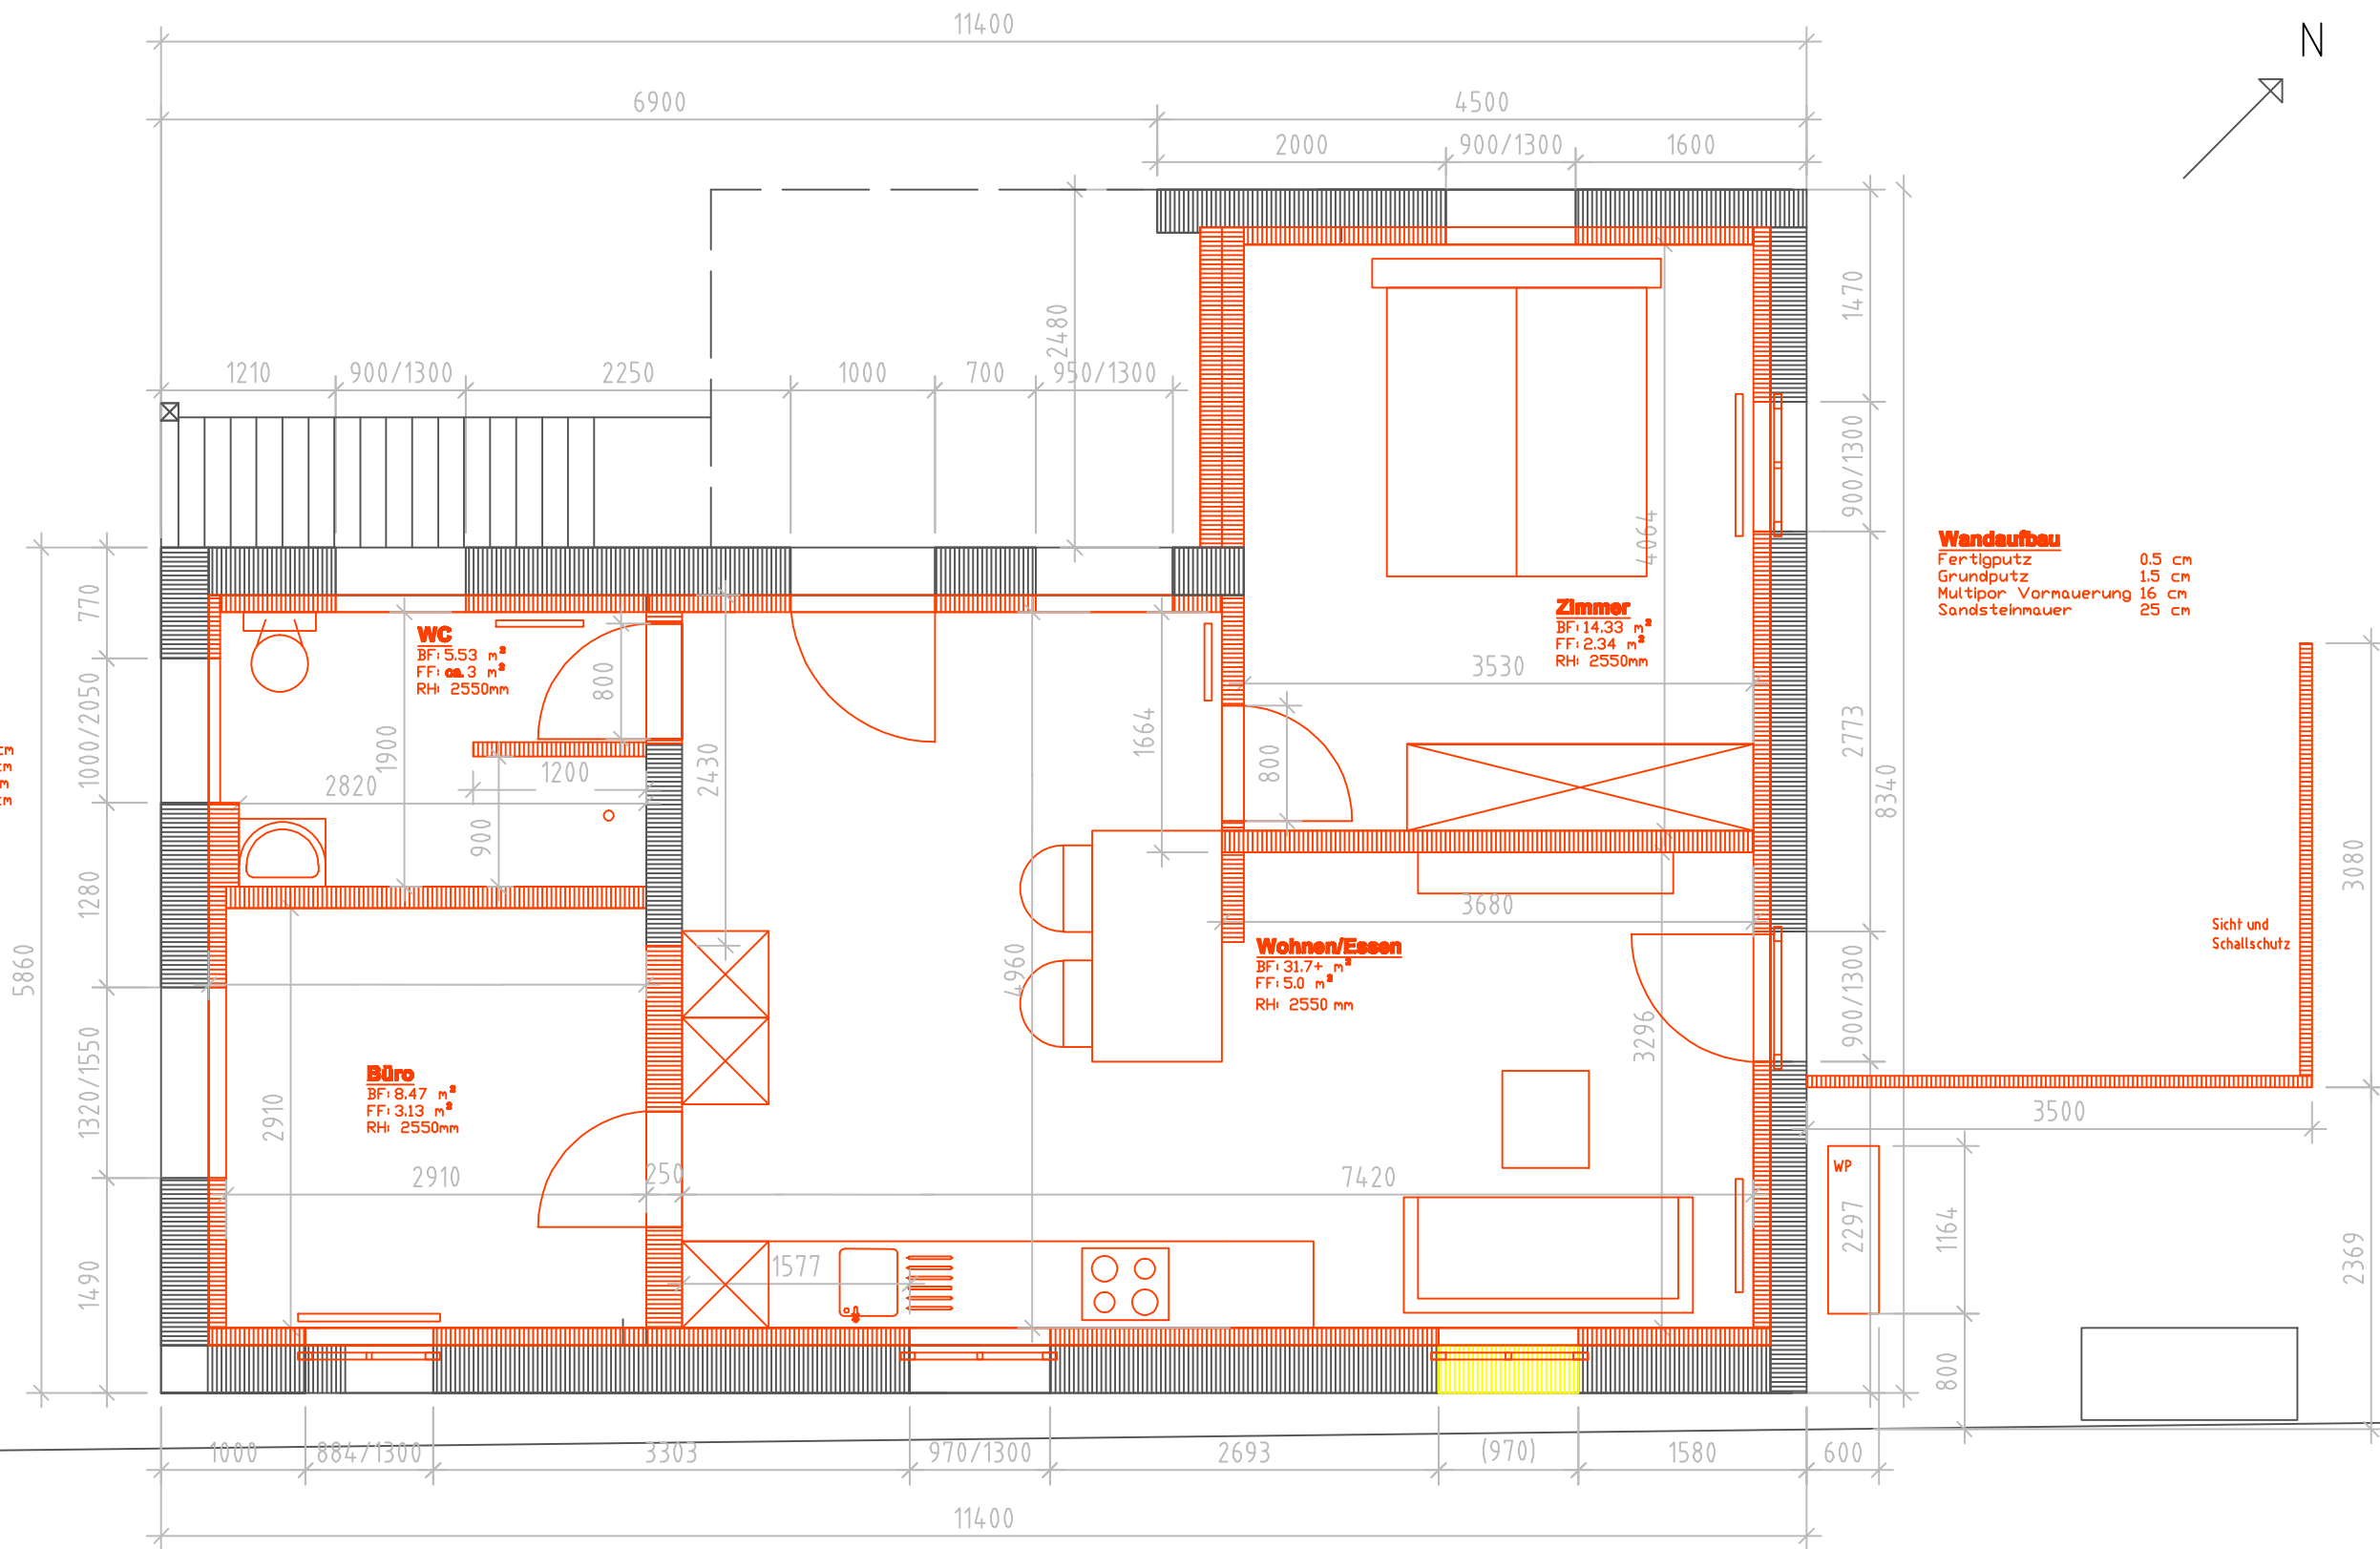 11400
N
6900
4500
2000
900/1300
1600
1470
2480
1210
900/1300
2250
1000
700
950/1300
900/1300
4064
Wandaufbau
Fertigputz 0.5 cm
Grundputz 1.5 cm
Multipor Vormauerung 16 cm
Sandsteinmauer 25 cm
770
WC
BF: 5.53 m²
FF: ca. 3 m²
RH: 2550mm
800
Zimmer
BF: 14.33 m²
FF: 2.34 m²
RH: 2550mm
3530
1000/2050
1900
2820
1200
2430
1664
800
2773
8340
900
1280
3080
3680
Sicht und
Schallschutz
5860
4960
Wohnen/Essen
BF: 31.7+ m²
FF: 5.0 m²
RH: 2550 mm
900/1300
3296
1320/1550
Büro
BF: 8.47 m²
FF: 3.13 m²
RH: 2550mm
2910
3500
2910
250
7420
WP
2297
1164
2369
1490
1577
800
1000
884/1300
3303
970/1300
2693
(970)
1580
600
11400